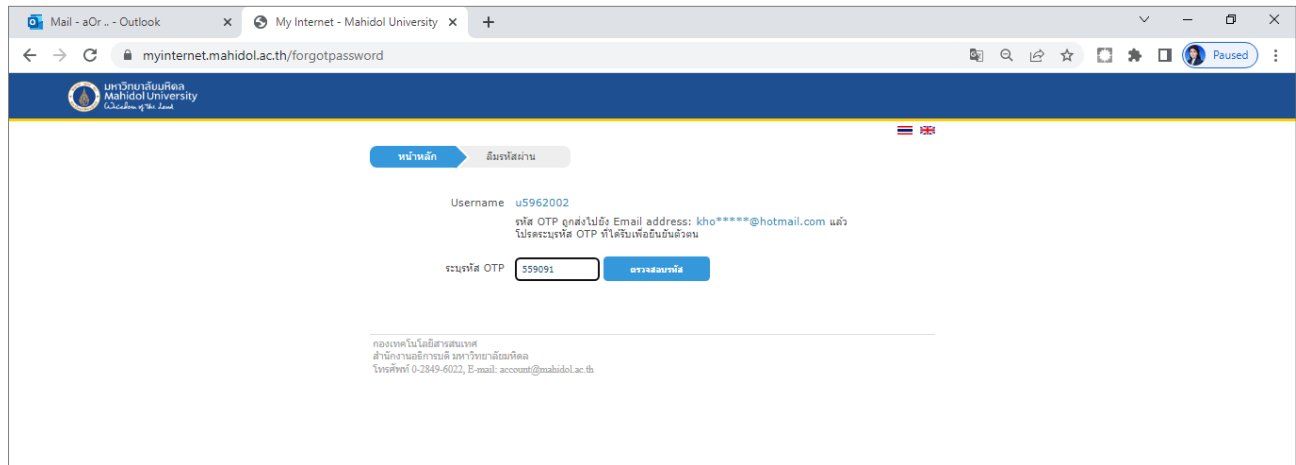 Mail - aOr .. - Outlook
My Internet - Mahidol University
myinternet.mahidol.ac.th/forgotpassword
Paused
มหาวิทยาลัยมหิดล
Mahidol University
Wisdom of the Land
หน้าหลัก
ลืมรหัสผ่าน
Username u5962002
รหัส OTP ถูกส่งไปยัง Email address: kho*****@hotmail.com แล้ว
โปรดระบุรหัส OTP ที่ได้รับเพื่อยืนยันตัวตน
ระบุรหัส OTP 559091 ตรวจสอบรหัส
กองเทคโนโลยีสารสนเทศ
สำนักงานอธิการบดี มหาวิทยาลัยมหิดล
โทรศัพท์ 0-2849-6022, E-mail: account@mahidol.ac.th